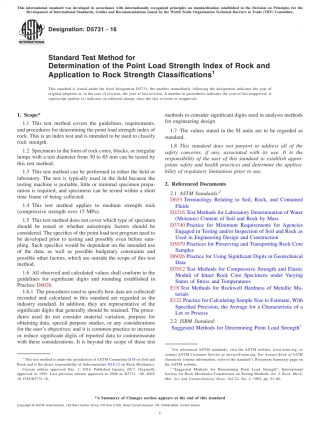 This international standard was developed in accordance with internationally recognized principles on standardization established in the Decision on Principles for the
Development of International Standards, Guides and Recommendations issued by the World Trade Organization Technical Barriers to Trade (TBT) Committee.
Designation: D5731 − 16
Standard Test Method for
Determination of the Point Load Strength Index of Rock and
Application to Rock Strength Classifications1
This standard is issued under the fixed designation D5731; the number immediately following the designation indicates the year of
original adoption or, in the case of revision, the year of last revision. A number in parentheses indicates the year of last reapproval. A
superscript epsilon (ε) indicates an editorial change since the last revision or reapproval.
1. Scope*
1.1 This test method covers the guidelines, requirements,
and procedures for determining the point load strength index of
rock. This is an index test and is intended to be used to classify
rock strength.
1.2 Specimens in the form of rock cores, blocks, or irregular
lumps with a test diameter from 30 to 85 mm can be tested by
this test method.
1.3 This test method can be performed in either the field or
laboratory. The test is typically used in the field because the
testing machine is portable, little or minimal specimen prepa-
ration is required, and specimens can be tested within a short
time frame of being collected.
1.4 This test method applies to medium strength rock
(compressive strength over 15 MPa).
1.5 This test method does not cover which type of specimen
should be tested or whether anisotropic factors should be
considered. The specifics of the point load test program need to
be developed prior to testing and possibly even before sam-
pling. Such specifics would be dependent on the intended use
of the data, as well as possible budgetary constraints and
possible other factors, which are outside the scope of this test
method.
1.6 All observed and calculated values shall conform to the
guidelines for significant digits and rounding established in
Practice D6026.
1.6.1 The procedures used to specify how data are collected/
recorded and calculated in this standard are regarded as the
industry standard. In addition, they are representative of the
significant digits that generally should be retained. The proce-
dures used do not consider material variation, purpose for
obtaining data, special purpose studies, or any considerations
for the user's objectives; and it is common practice to increase
or reduce significant digits of reported data to commensurate
with these considerations. It is beyond the scope of these test
1 This test method is under the jurisdiction of ASTM Committee D18 on Soil and
Rock and is the direct responsibility of Subcommittee D18.12 on Rock Mechanics.
Current edition approved Jan. 1, 2016. Published January 2017. Originally
approved in 1995. Last previous edition approved in 2008 as D5731 – 08. DOI:
10.1520/D5731-16.
methods to consider significant digits used in analysis methods
for engineering design
1.7 The values stated in the SI units are to be regarded as
standard.
1.8 This standard does not purport to address all of the
safety concerns, if any, associated with its use. It is the
responsibility of the user of this standard to establish appro-
priate safety and health practices and determine the applica-
bility of regulatory limitations prior to use.
2. Referenced Documents
2.1 ASTM Standards:2
D653 Terminology Relating to Soil, Rock, and Contained
Fluids
D2216 Test Methods for Laboratory Determination of Water
(Moisture) Content of Soil and Rock by Mass
D3740 Practice for Minimum Requirements for Agencies
Engaged in Testing and/or Inspection of Soil and Rock as
Used in Engineering Design and Construction
D5079 Practices for Preserving and Transporting Rock Core
Samples
D6026 Practice for Using Significant Digits in Geotechnical
Data
D7012 Test Methods for Compressive Strength and Elastic
Moduli of Intact Rock Core Specimens under Varying
States of Stress and Temperatures
E18 Test Methods for Rockwell Hardness of Metallic Ma-
terials
E122 Practice for Calculating Sample Size to Estimate, With
Specified Precision, the Average for a Characteristic of a
Lot or Process
2.2 ISRM Standard:
Suggested Methods for Determining Point Load Strength3
2 For referenced ASTM standards, visit the ASTM website, www.astm.org, or
contact ASTM Customer Service at service@astm.org. For Annual Book of ASTM
Standards volume information, refer to the standard's Document Summary page on
the ASTM website.
3 "Suggested Methods for Determining Point Load Strength", International
Society for Rock Mechanics Commission on Testing Methods, Int. J. Rock. Mech.
Min. Sci. and Geomechanical Abstr., Vol 22, No. 2, 1985, pp. 51–60.
*A Summary of Changes section appears at the end of this standard
1